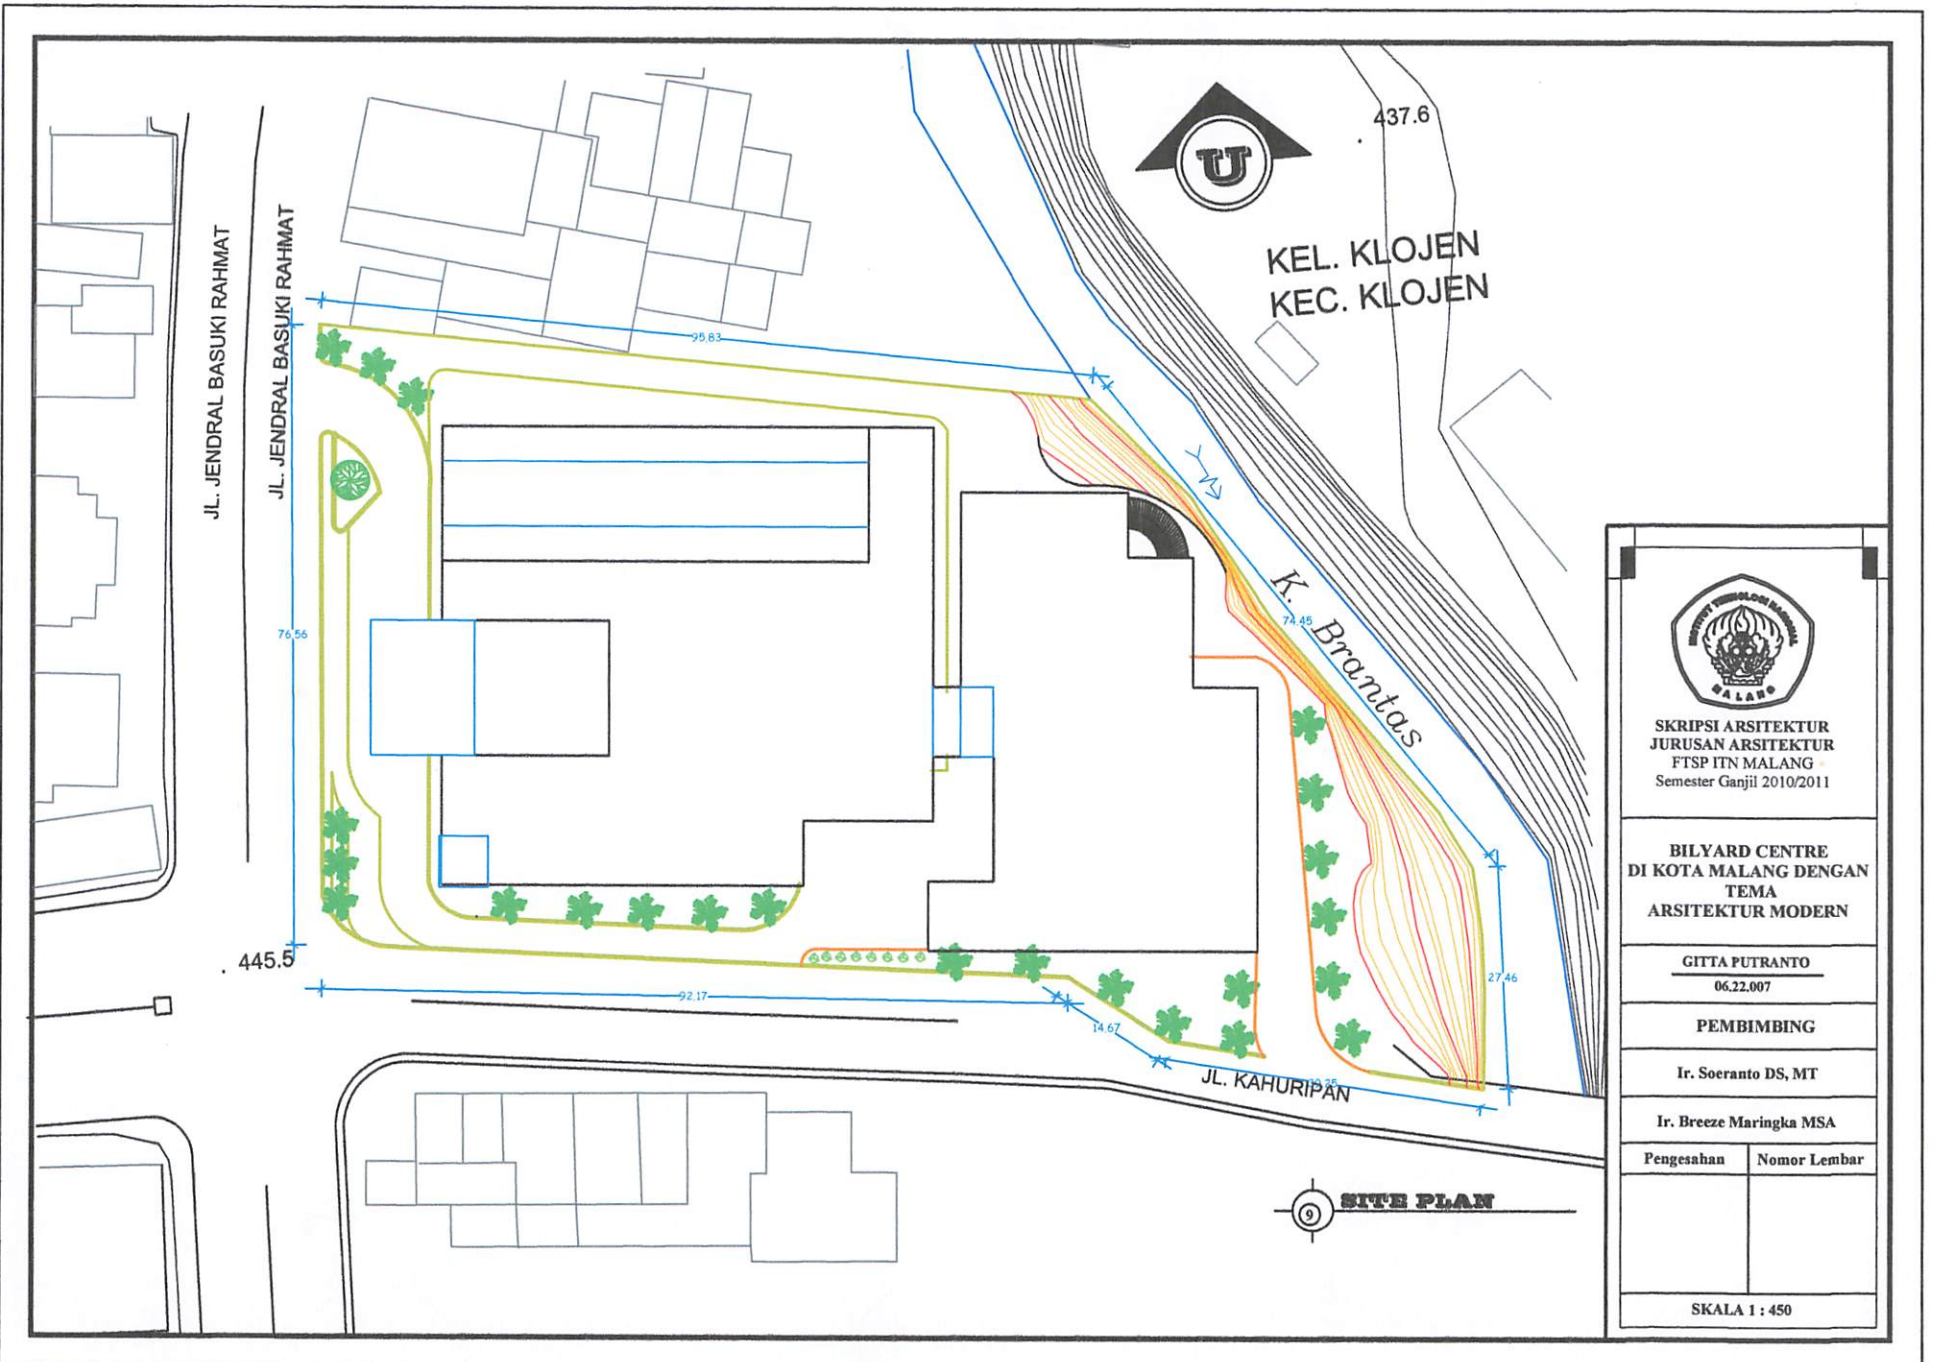 437.6
U
KEL. KLOJEN
KEC. KLOJEN
JL. JENDRAL BASUKI RAHMAT
JL. JENDRAL BASUKI RAHMAT
95.83
76.56
K. Brantas
74.45
445.5
92.17
14.67
27.46
JL. KAHURIPAN
9
SITE PLAN
INSTITUT TEKNOLOGI NASIONAL
MALANG
SKRIPSI ARSITEKTUR
JURUSAN ARSITEKTUR
FTSP ITN MALANG
Semester Ganjil 2010/2011
BILYARD CENTRE
DI KOTA MALANG DENGAN
TEMA
ARSITEKTUR MODERN
GITTA PUTRANTO
06.22.007
PEMBIMBING
Ir. Soeranto DS, MT
Ir. Breeze Maringka MSA
Pengesahan Nomor Lembar
SKALA 1 : 450